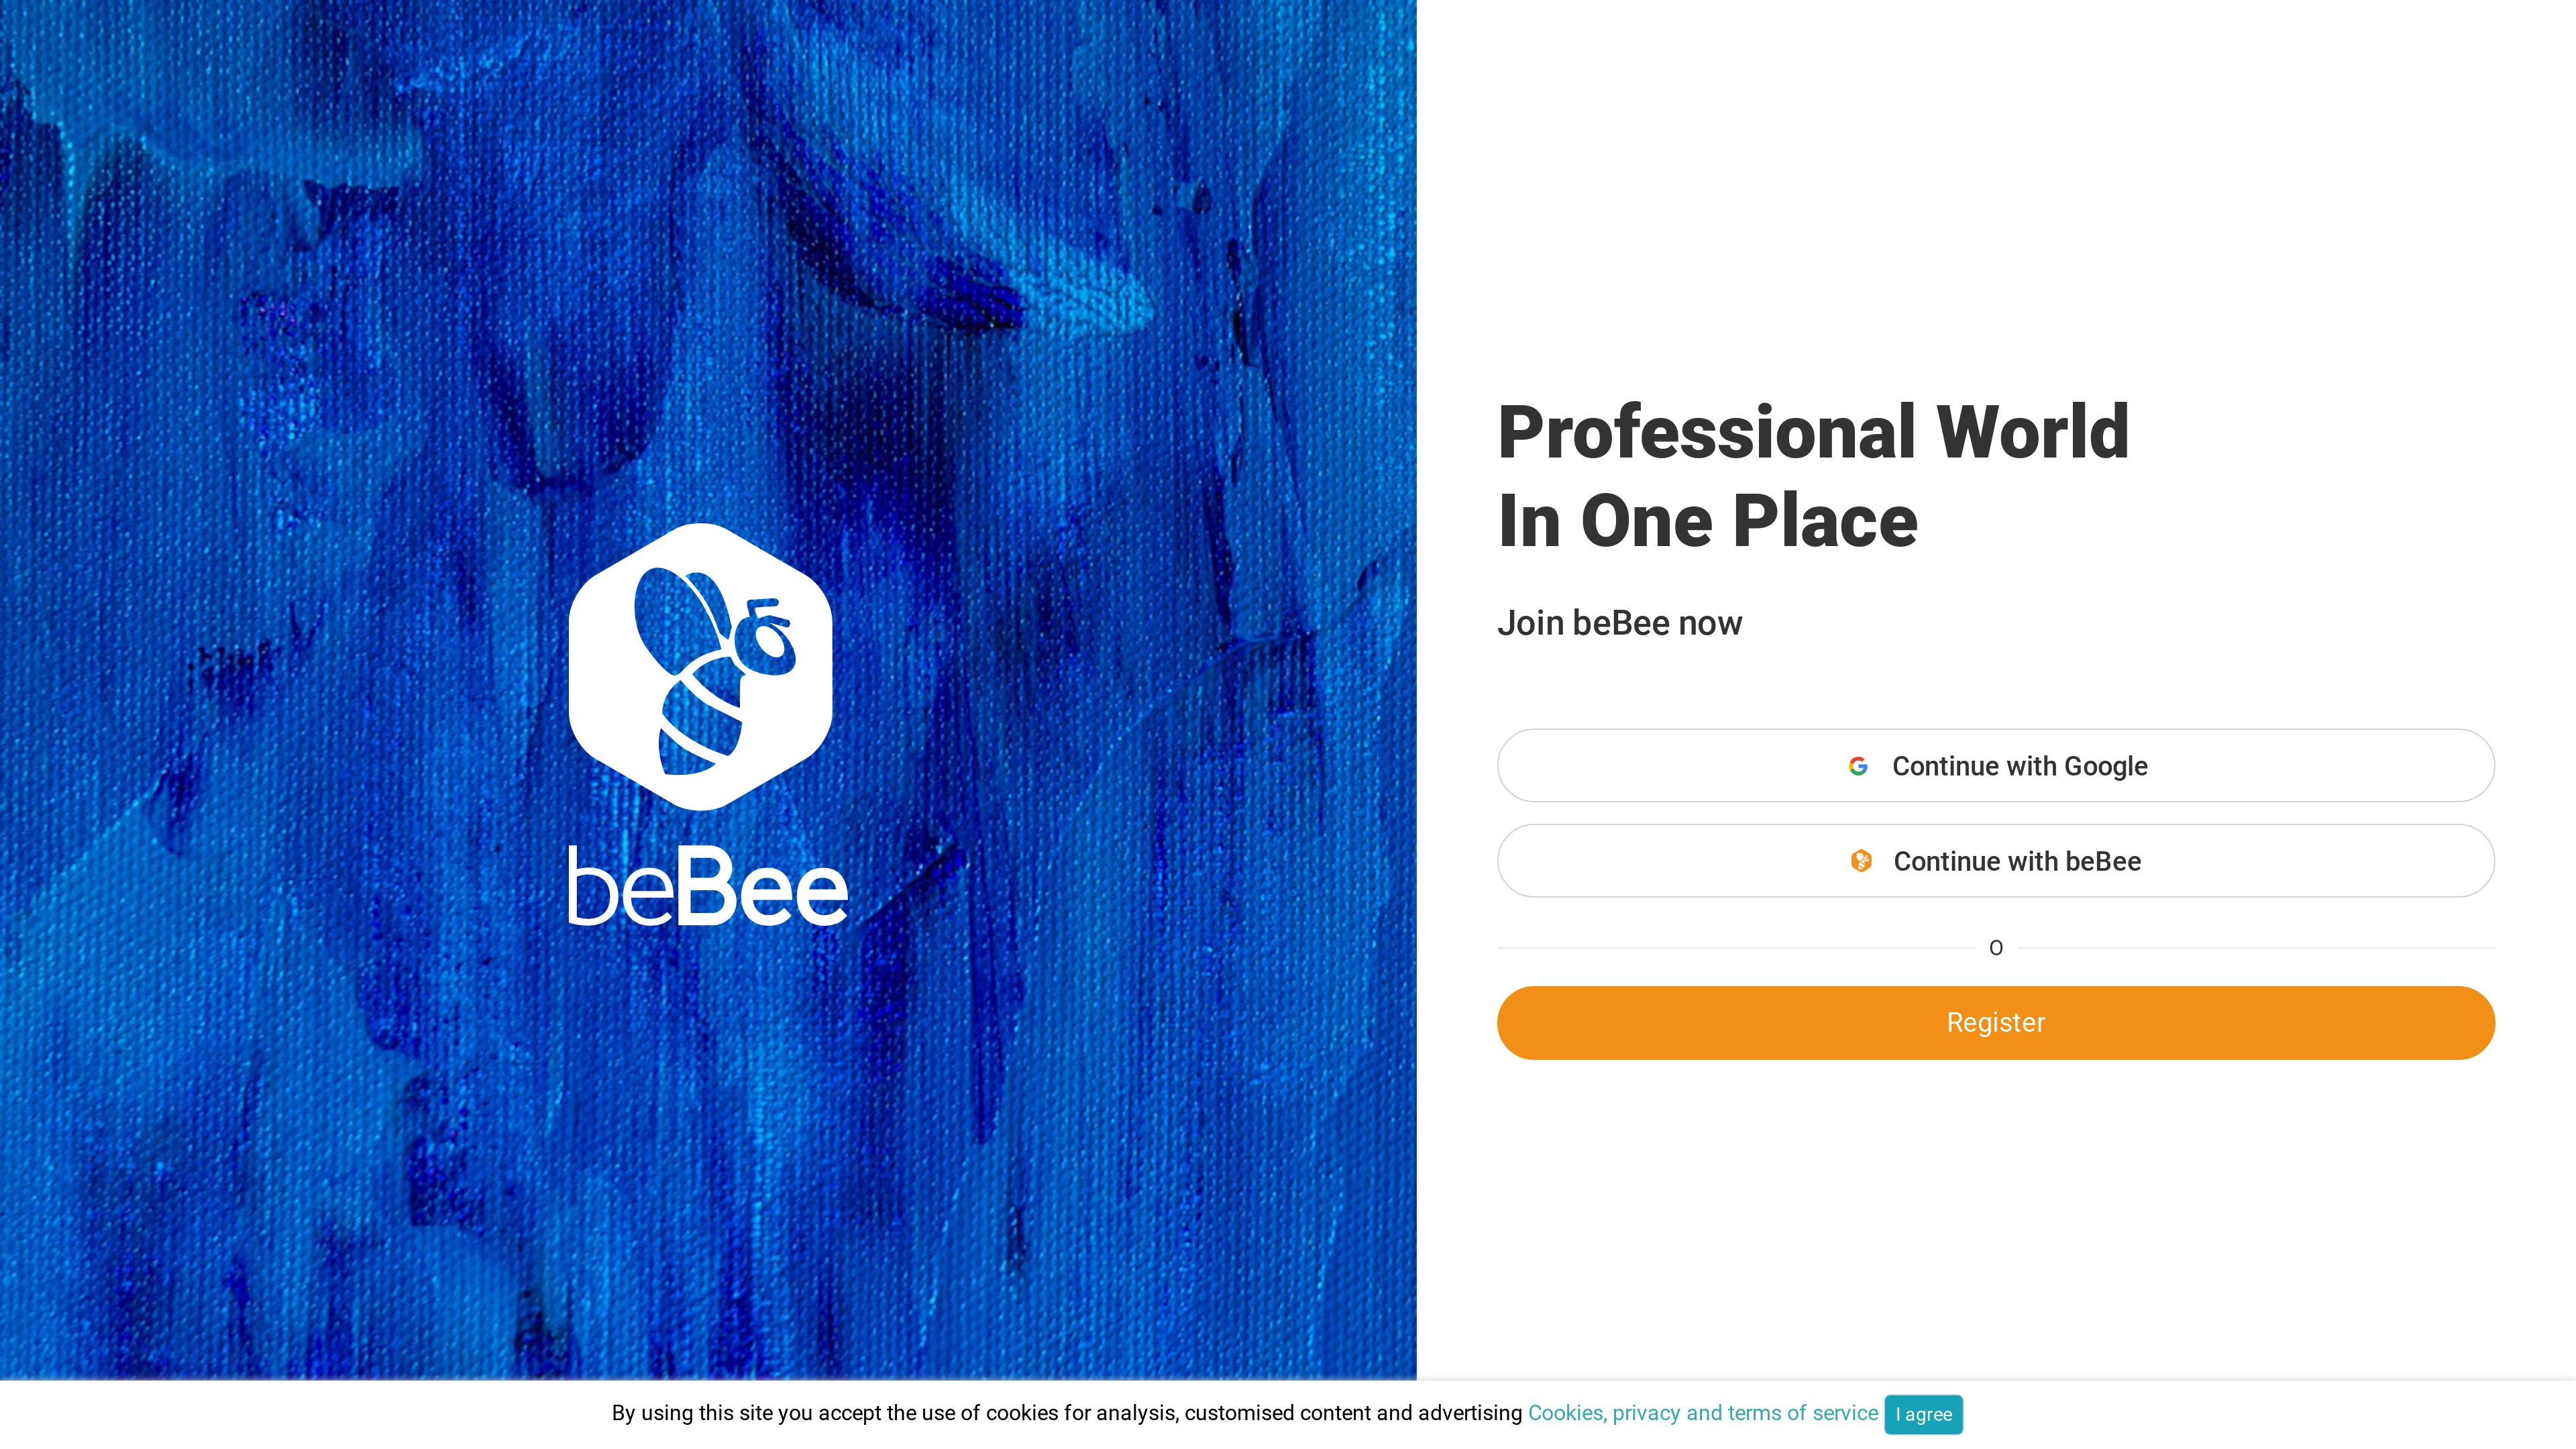 beBee
Professional World
In One Place
Join beBee now
Continue with Google
Continue with beBee
O
Register
By using this site you accept the use of cookies for analysis, customised content and advertising Cookies, privacy and terms of service I agree